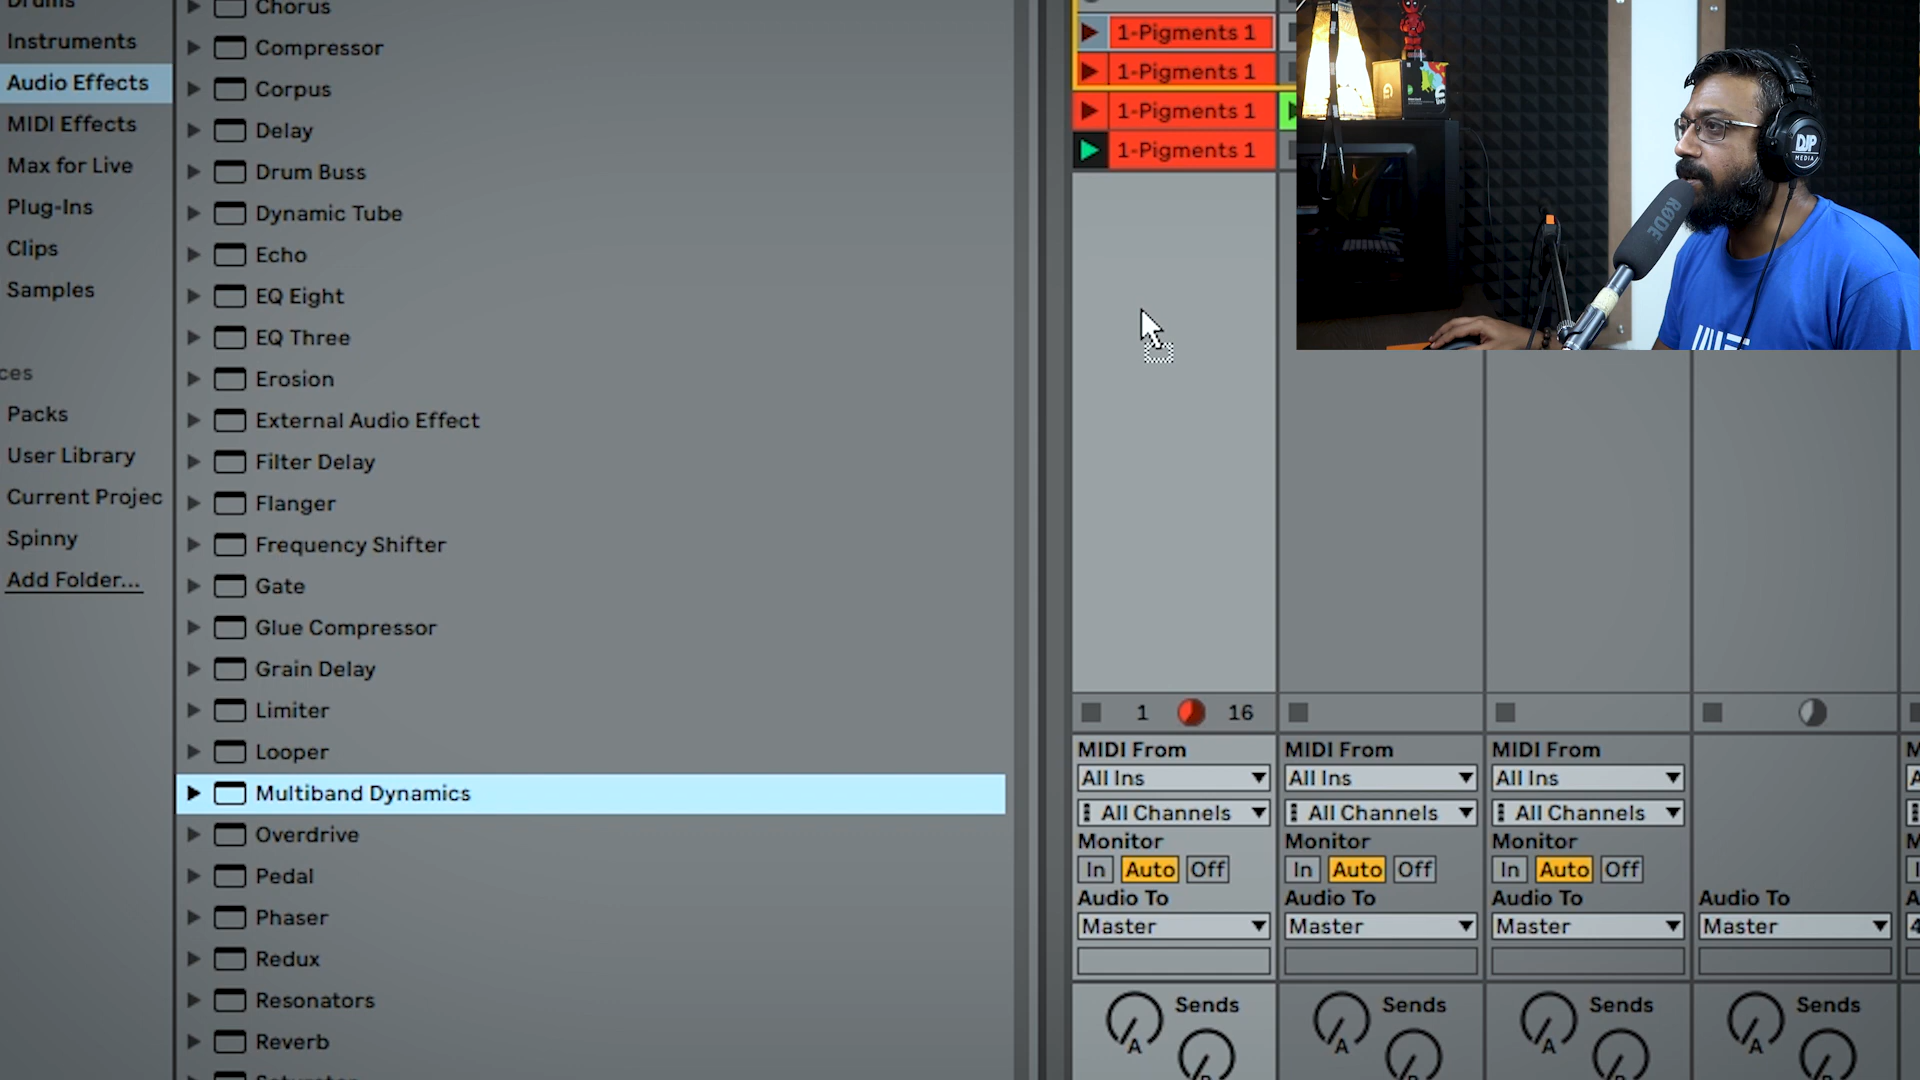 Drums
Instruments
Audio Effects
MIDI Effects
Max for Live
Plug-Ins
Clips
Samples
ces
Packs
User Library
Current Projec
Spinny
Add Folder...
Chorus
Compressor
Corpus
Delay
Drum Buss
Dynamic Tube
Echo
EQ Eight
EQ Three
Erosion
External Audio Effect
Filter Delay
Flanger
Frequency Shifter
Gate
Glue Compressor
Grain Delay
Limiter
Looper
Multiband Dynamics
Overdrive
Pedal
Phaser
Redux
Resonators
Reverb
1-Pigments 1
1-Pigments 1
1-Pigments 1
1-Pigments 1
DJP
MEDIA
RØDE
1 16
MIDI From MIDI From MIDI From
All Ins All Ins All Ins
All Channels All Channels All Channels
Monitor Monitor Monitor
In Auto Off In Auto Off In Auto Off
Audio To Audio To Audio To Audio To
Master Master Master Master
Sends Sends Sends Sends
A A A A